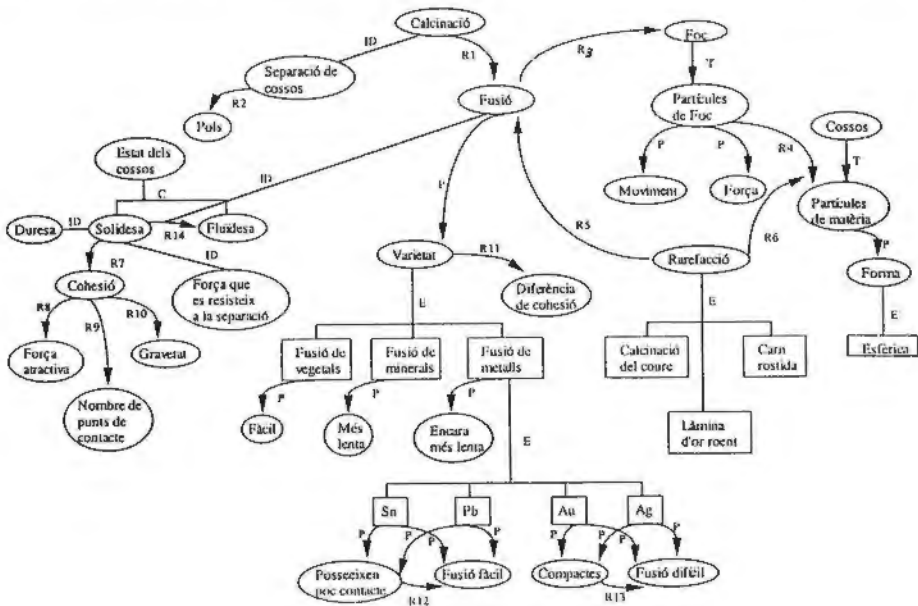 Calcinació
ID
R1
R3
Foc
T
Separació de
cossos
R2
Pols
Fusió
Partícules
de Foc
Cossos
R4
T
P
P
Moviment
Força
Partícules
de matèria
Estat dels
cossos
C
ID
P
R5
R6
P
Duresa
ID
Solidesa
R14
Fluïdesa
R7
ID
Varietat
R11
Rarefacció
Forma
Cohesió
Força que
es resisteix
a la separació
Diferència
de cohesió
E
E
E
R8
R9
R10
Força
atractiva
Gravetat
Nombre de
punts de
contacte
Fusió de
vegetals
Fusió de
minerals
Fusió de
metalls
Calcinació
del coure
Carn
rostida
Esfèrica
P
P
P
Fàcil
Més
lenta
Encara
més lenta
E
Làmina
d'or roent
Sn
Pb
Au
Ag
P
P
P
P
P
P
P
P
Posseeixen
poc contacte
Fusió fàcil
Compactes
Fusió difícil
R12
R13